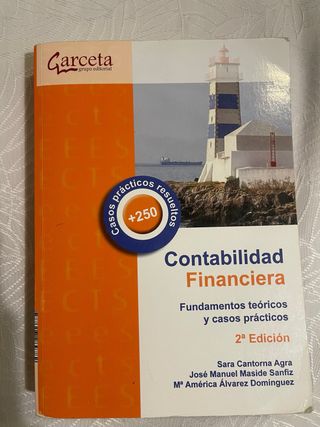 Garceta
grupo editorial
Casos prácticos resueltos
+250
Contabilidad
Financiera
Fundamentos teóricos
y casos prácticos
2ª Edición
Sara Cantorna Agra
José Manuel Maside Sanfiz
Mª América Álvarez Domínguez